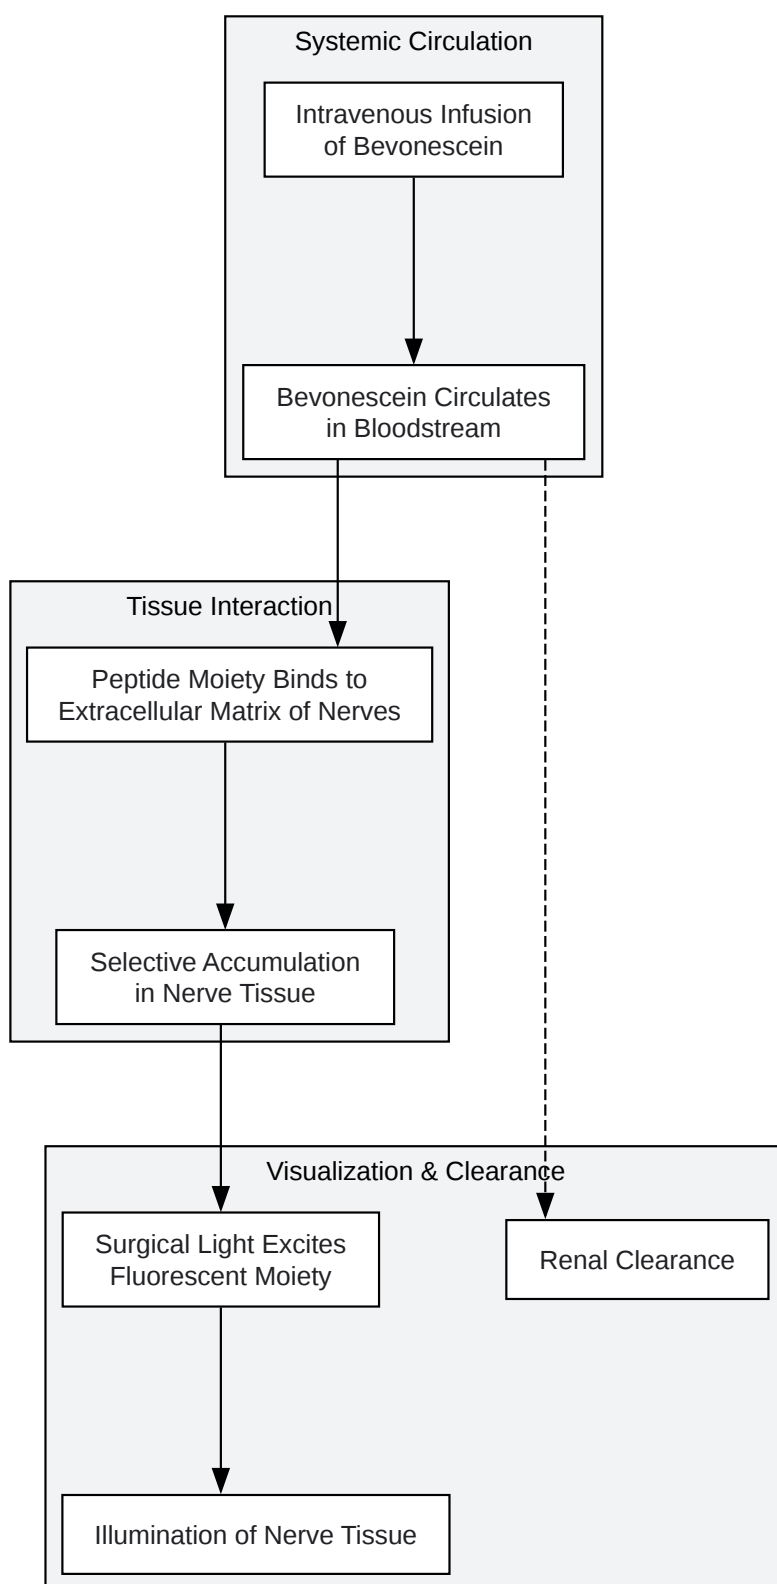 Systemic Circulation
Intravenous Infusion
of Bevonescein
Bevonescein Circulates
in Bloodstream
Tissue Interaction
Peptide Moiety Binds to
Extracellular Matrix of Nerves
Selective Accumulation
in Nerve Tissue
Visualization & Clearance
Surgical Light Excites
Fluorescent Moiety
Renal Clearance
Illumination of Nerve Tissue